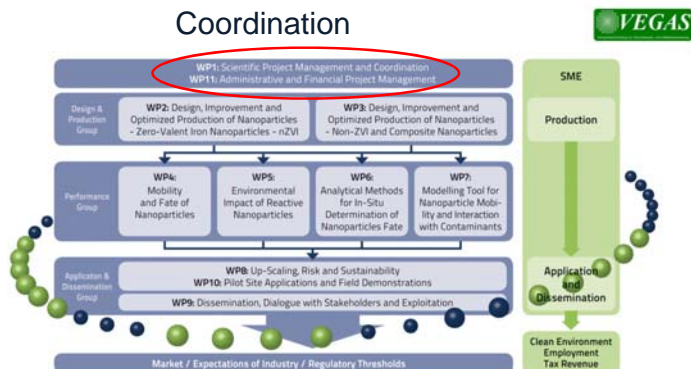 Coordination
VEGAS
WP1: Scientific Project Management and Coordination
WP11: Administrative and Financial Project Management
Design &
Production
Group
WP2: Design, Improvement and
Optimized Production of Nanoparticles
- Zero-Valent Iron Nanoparticles - nZVI
WP3: Design, Improvement and
Optimized Production of Nanoparticles
- Non-ZVI and Composite Nanoparticles
Performance
Group
WP4:
Mobility
and Fate of
Nanoparticles
WP5:
Environmental
Impact of Reactive
Nanoparticles
WP6:
Analytical Methods
for In-Situ
Determination of
Nanoparticles Fate
WP7:
Modelling Tool for
Nanoparticle Mobi-
lity and Interaction
with Contaminants
Application &
Dissemination
Group
WP8: Up-Scaling, Risk and Sustainability
WP10: Pilot Site Applications and Field Demonstrations
WP9: Dissemination, Dialogue with Stakeholders and Exploitation
Market / Expectations of Industry / Regulatory Thresholds
SME
Production
Application
and
Dissemination
Clean Environment
Employment
Tax Revenue